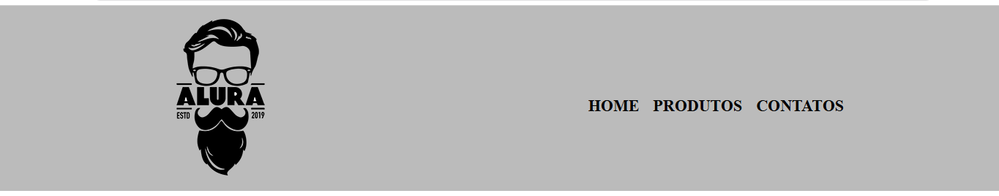 ALURA
ESTD 2019
HOME PRODUTOS CONTATOS